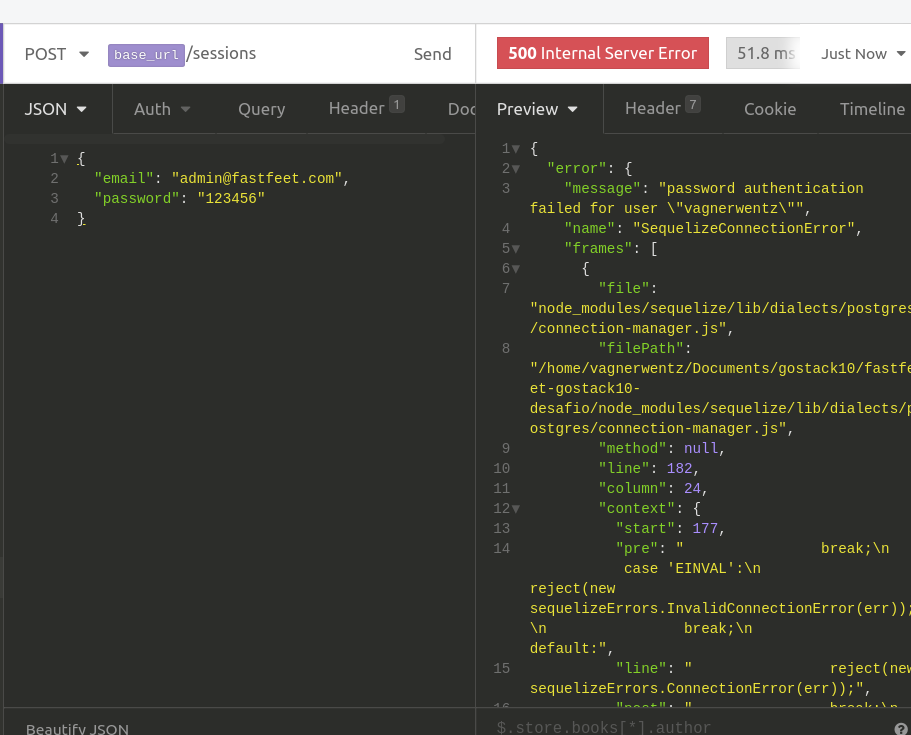 POST base_url/sessions Send
500 Internal Server Error 51.8 ms Just Now
JSON Auth Query Header 1 Doc
Preview Header 7 Cookie Timeline
1 {
2 "email": "admin@fastfeet.com",
3 "password": "123456"
4 }
Beautify JSON
1 {
2 "error": {
3 "message": "password authentication
failed for user \"vagnerwentz\"",
4 "name": "SequelizeConnectionError",
5 "frames": [
6 {
7 "file":
"node_modules/sequelize/lib/dialects/postgres
/connection-manager.js",
8 "filePath":
"/home/vagnerwentz/Documents/gostack10/fastfe
et-gostack10-
desafio/node_modules/sequelize/lib/dialects/p
ostgres/connection-manager.js",
9 "method": null,
10 "line": 182,
11 "column": 24,
12 "context": {
13 "start": 177,
14 "pre": " break;\n
case 'EINVAL':\n
reject(new
sequelizeErrors.InvalidConnectionError(err));
\n break;\n
default:",
15 "line": " reject(new
sequelizeErrors.ConnectionError(err));",
16 "post": " break;\n
$.store.books[*].author